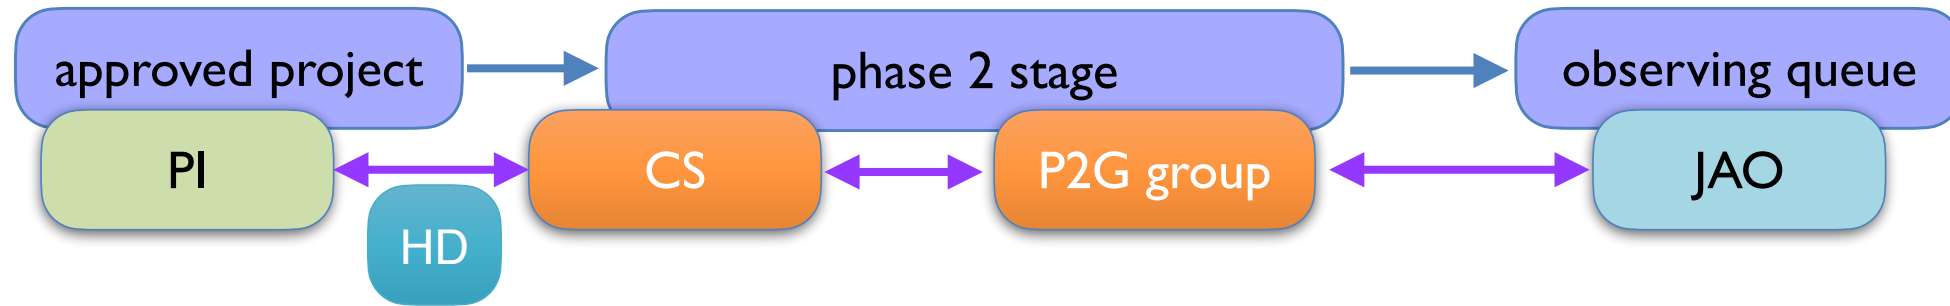 approved project
phase 2 stage
observing queue
PI
CS
P2G group
JAO
HD